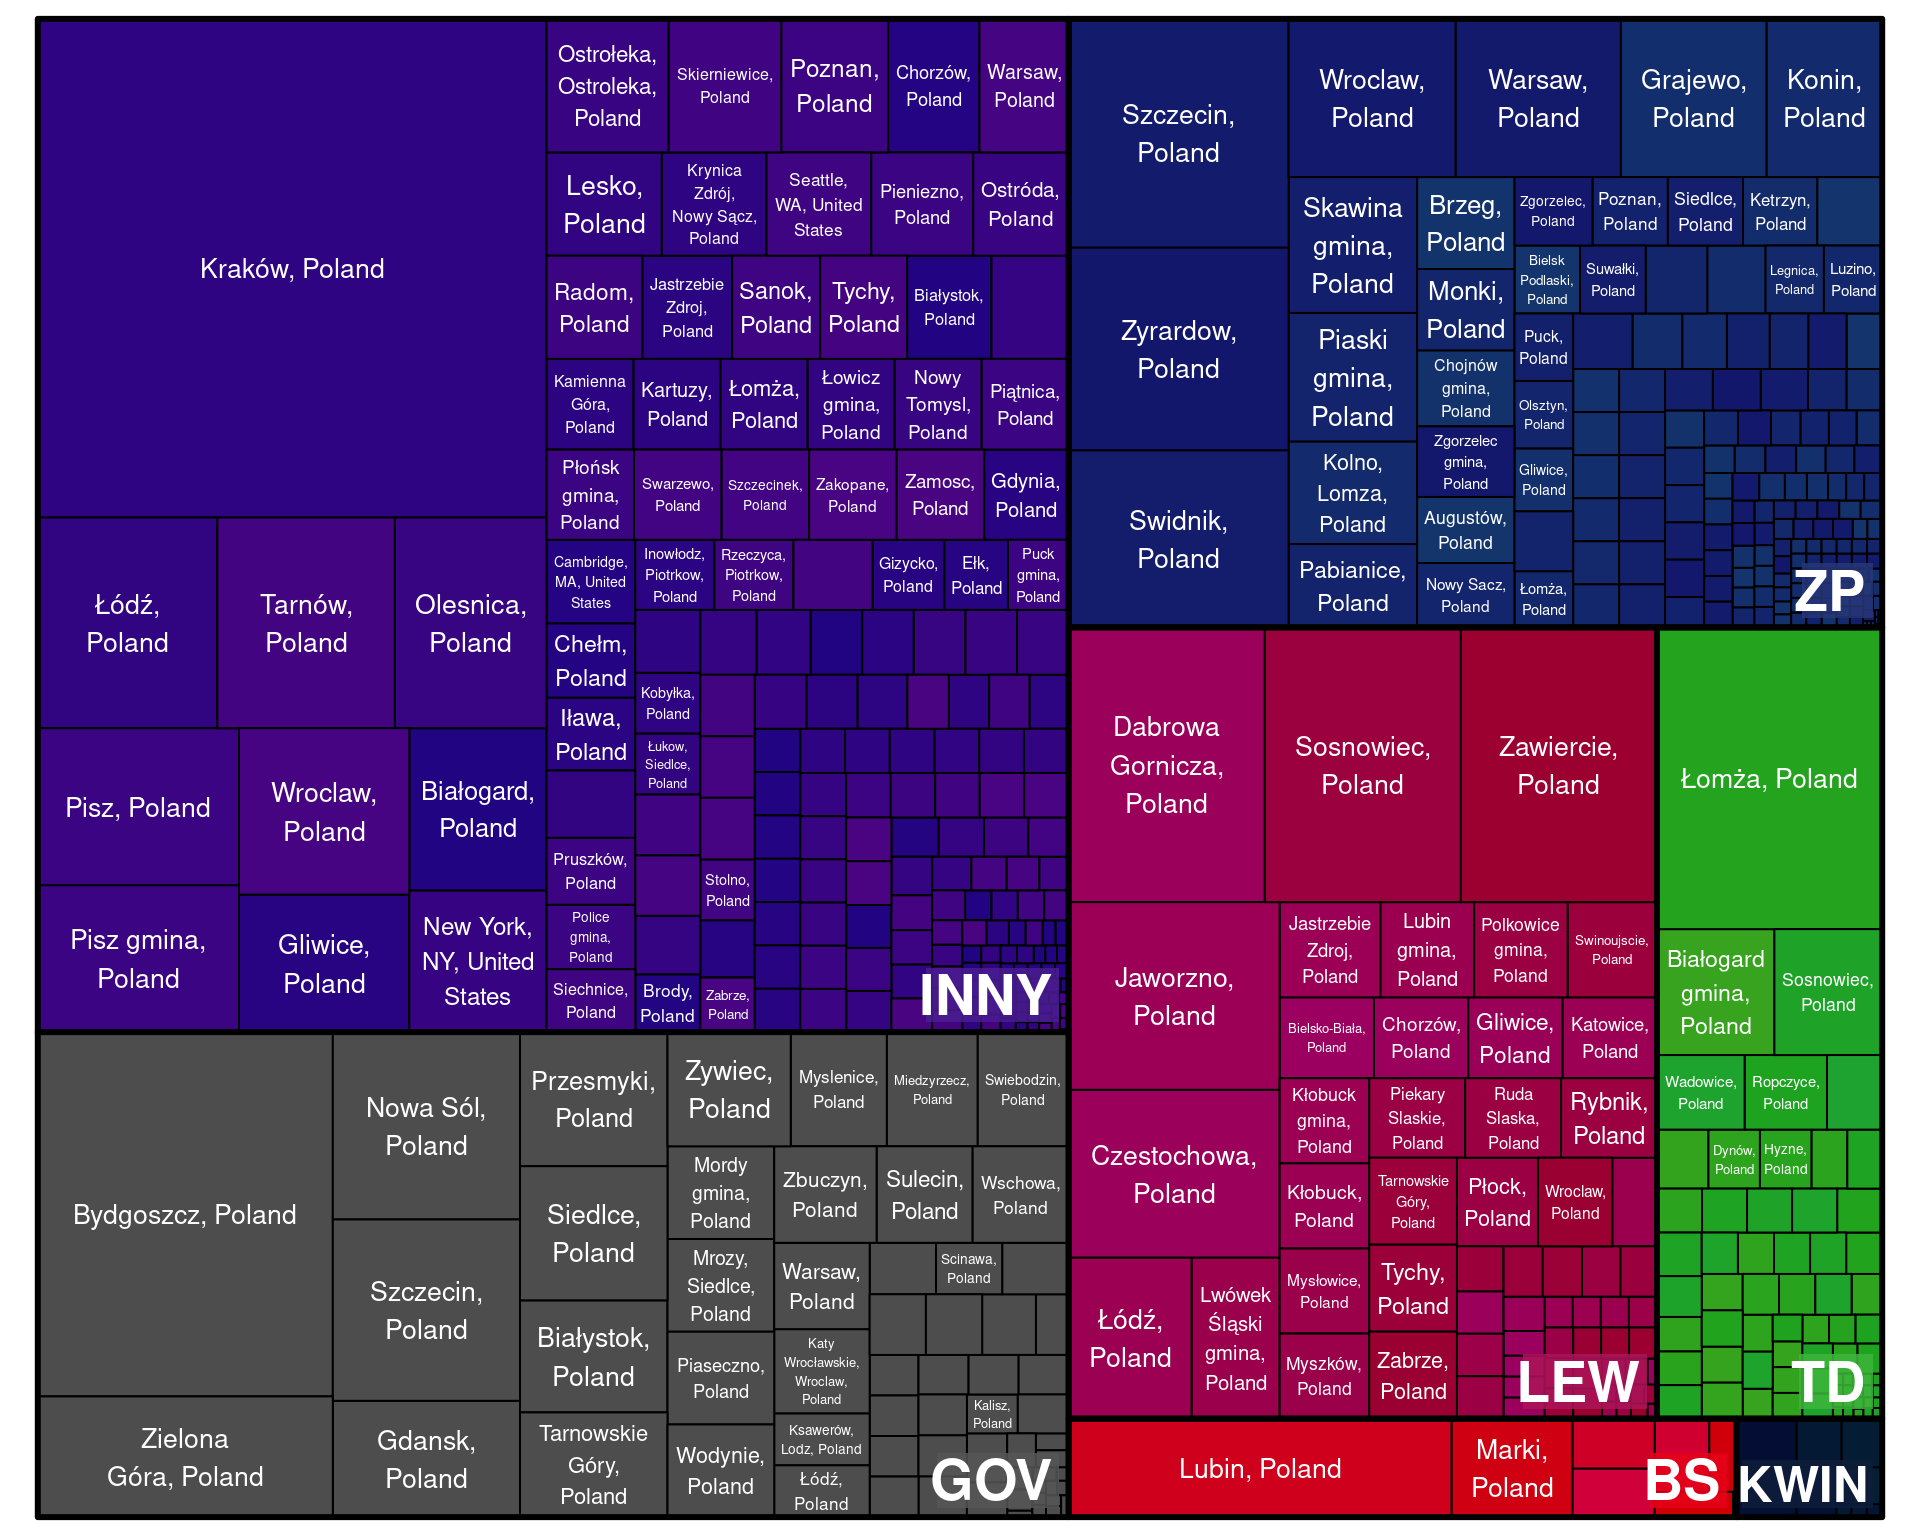 Kraków, Poland
Łódź,
Poland
Tarnów,
Poland
Olesnica,
Poland
Pisz, Poland
Wroclaw,
Poland
Białogard,
Poland
Pisz gmina,
Poland
Gliwice,
Poland
New York,
NY, United
States
Ostrołeka,
Ostroleka,
Poland
Skierniewice,
Poland
Poznan,
Poland
Chorzów,
Poland
Warsaw,
Poland
Lesko,
Poland
Krynica
Zdrój,
Nowy Sącz,
Poland
Seattle,
WA, United
States
Pieniezno,
Poland
Ostróda,
Poland
Radom,
Poland
Jastrzebie
Zdroj,
Poland
Sanok,
Poland
Tychy,
Poland
Białystok,
Poland
Kamienna
Góra,
Poland
Kartuzy,
Poland
Łomża,
Poland
Łowicz
gmina,
Poland
Nowy
Tomysl,
Poland
Piątnica,
Poland
Płońsk
gmina,
Poland
Swarzewo,
Poland
Szczecinek,
Poland
Zakopane,
Poland
Zamosc,
Poland
Gdynia,
Poland
Cambridge,
MA, United
States
Inowłodz,
Piotrkow,
Poland
Rzeczyca,
Piotrkow,
Poland
Gizycko,
Poland
Ełk,
Poland
Puck
gmina,
Poland
Chełm,
Poland
Iława,
Poland
Kobyłka,
Poland
Łukow,
Siedlce,
Poland
Pruszków,
Poland
Stolno,
Poland
Police
gmina,
Poland
Siechnice,
Poland
Brody,
Poland
Zabrze,
Poland
INNY
Bydgoszcz, Poland
Zielona
Góra, Poland
Nowa Sól,
Poland
Szczecin,
Poland
Gdansk,
Poland
Przesmyki,
Poland
Siedlce,
Poland
Białystok,
Poland
Tarnowskie
Góry,
Poland
Zywiec,
Poland
Myslenice,
Poland
Miedzyrzecz,
Poland
Swiebodzin,
Poland
Mordy
gmina,
Poland
Zbuczyn,
Poland
Sulecin,
Poland
Wschowa,
Poland
Mrozy,
Siedlce,
Poland
Warsaw,
Poland
Scinawa,
Poland
Piaseczno,
Poland
Katy
Wrocławskie,
Wroclaw,
Poland
Wodynie,
Poland
Ksawerów,
Lodz, Poland
Łódź,
Poland
Kalisz,
Poland
GOV
Szczecin,
Poland
Zyrardow,
Poland
Swidnik,
Poland
Wroclaw,
Poland
Warsaw,
Poland
Grajewo,
Poland
Konin,
Poland
Skawina
gmina,
Poland
Piaski
gmina,
Poland
Kolno,
Lomza,
Poland
Pabianice,
Poland
Brzeg,
Poland
Monki,
Poland
Chojnów
gmina,
Poland
Zgorzelec
gmina,
Poland
Augustów,
Poland
Nowy Sacz,
Poland
Zgorzelec,
Poland
Poznan,
Poland
Siedlce,
Poland
Ketrzyn,
Poland
Bielsk
Podlaski,
Poland
Suwałki,
Poland
Legnica,
Poland
Luzino,
Poland
Puck,
Poland
Olsztyn,
Poland
Gliwice,
Poland
Łomża,
Poland
ZP
Dabrowa
Gornicza,
Poland
Sosnowiec,
Poland
Zawiercie,
Poland
Jaworzno,
Poland
Czestochowa,
Poland
Łódź,
Poland
Lwówek
Śląski
gmina,
Poland
Jastrzebie
Zdroj,
Poland
Lubin
gmina,
Poland
Polkowice
gmina,
Poland
Swinoujscie,
Poland
Bielsko-Biała,
Poland
Chorzów,
Poland
Gliwice,
Poland
Katowice,
Poland
Kłobuck
gmina,
Poland
Piekary
Slaskie,
Poland
Ruda
Slaska,
Poland
Rybnik,
Poland
Kłobuck,
Poland
Tarnowskie
Góry,
Poland
Płock,
Poland
Wroclaw,
Poland
Mysłowice,
Poland
Tychy,
Poland
Myszków,
Poland
Zabrze,
Poland
LEW
Łomża, Poland
Białogard
gmina,
Poland
Sosnowiec,
Poland
Wadowice,
Poland
Ropczyce,
Poland
Dynów,
Poland
Hyzne,
Poland
TD
Lubin, Poland
Marki,
Poland
BS
KWIN